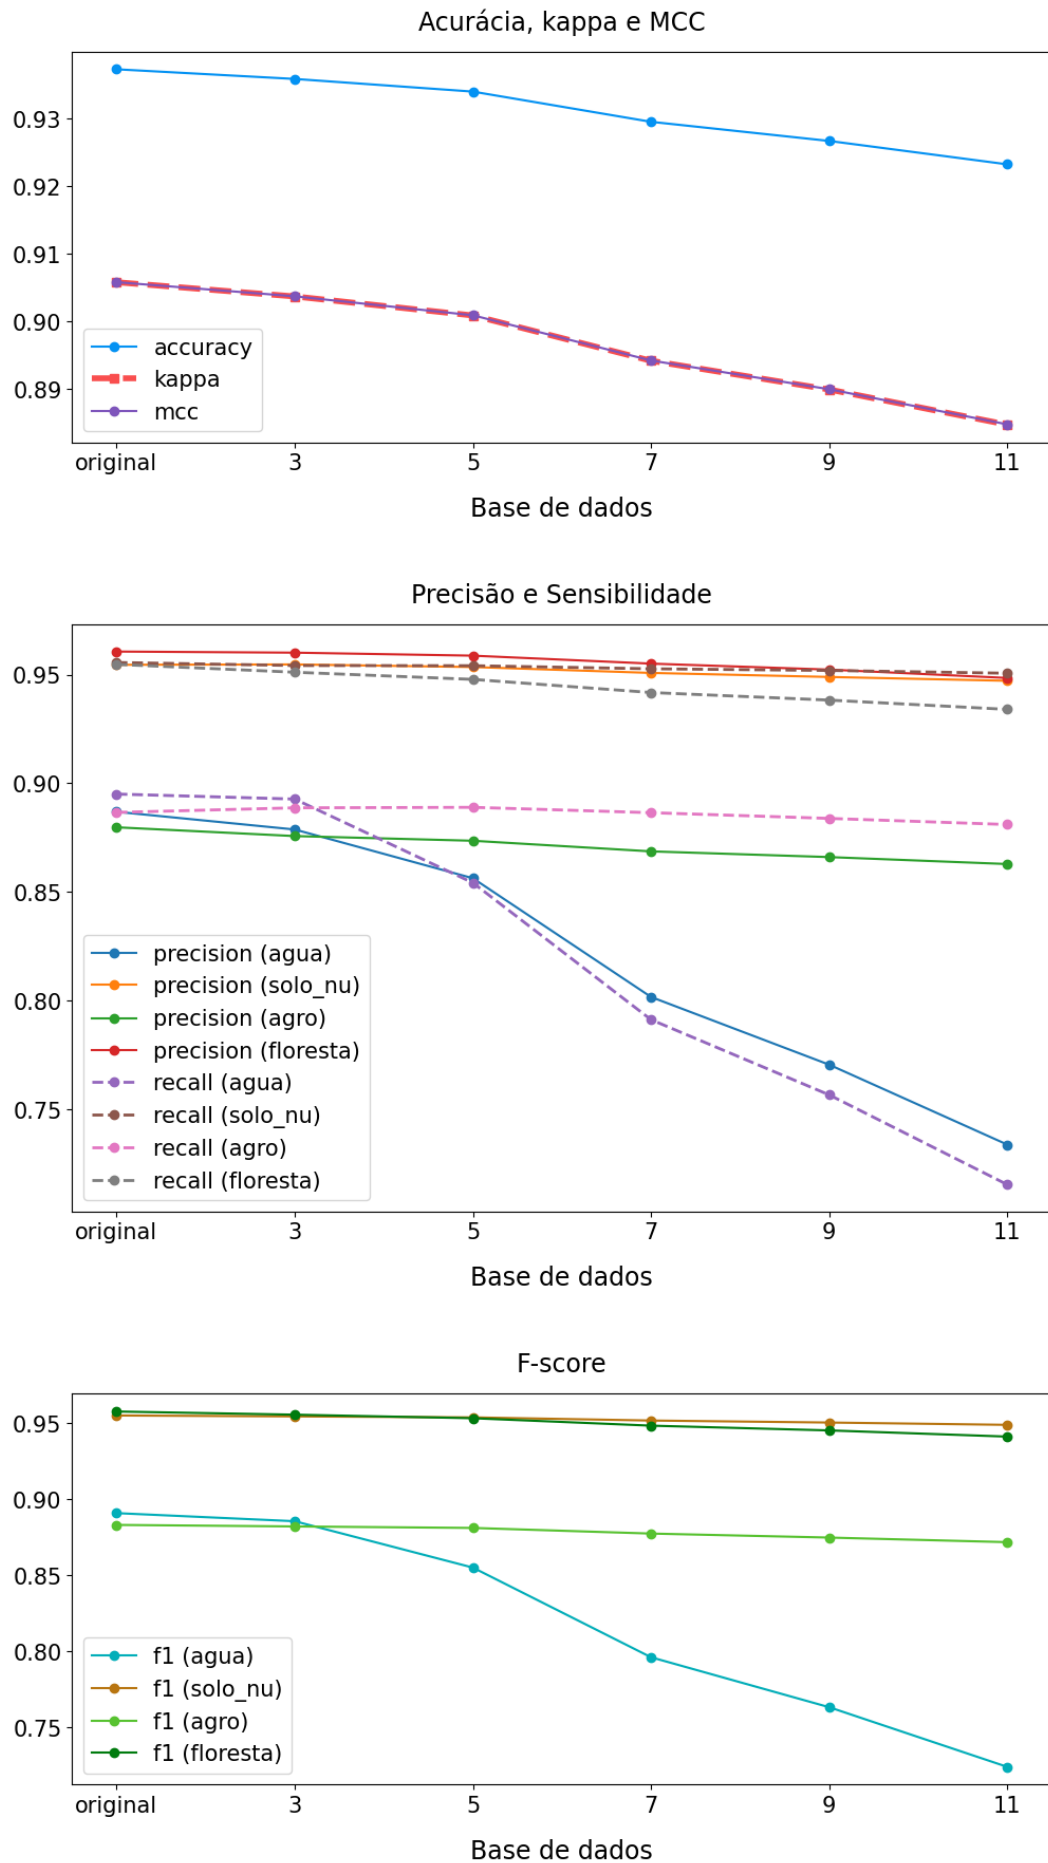 Acurácia, kappa e MCC
0.93
0.92
0.91
0.90
0.89
accuracy
kappa
mcc
original 3 5 7 9 11
Base de dados
Precisão e Sensibilidade
0.95
0.90
0.85
0.80
0.75
precision (agua)
precision (solo_nu)
precision (agro)
precision (floresta)
recall (agua)
recall (solo_nu)
recall (agro)
recall (floresta)
original 3 5 7 9 11
Base de dados
F-score
0.95
0.90
0.85
0.80
0.75
f1 (agua)
f1 (solo_nu)
f1 (agro)
f1 (floresta)
original 3 5 7 9 11
Base de dados